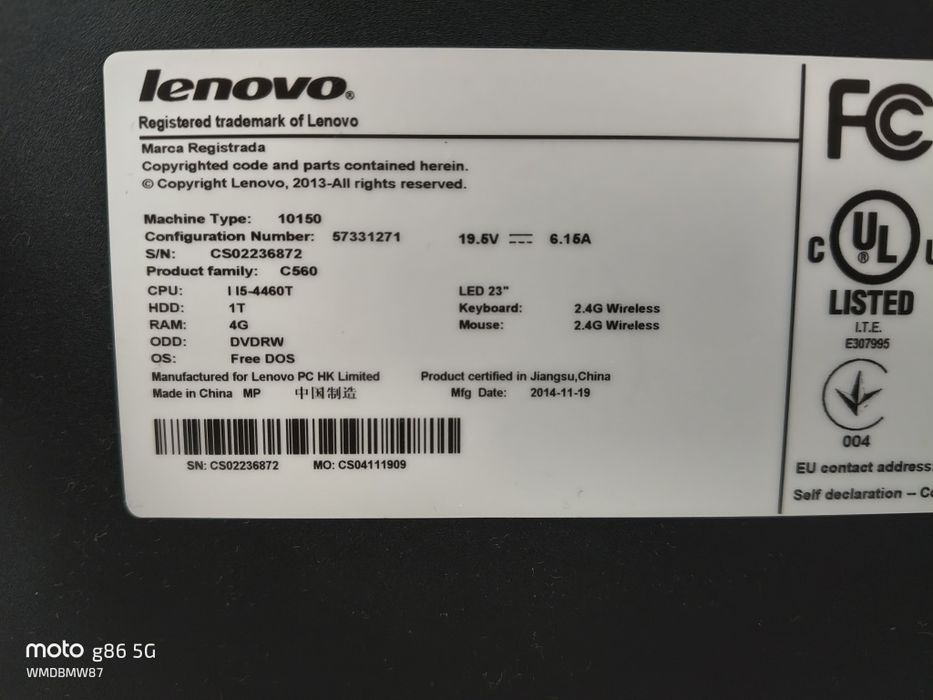 lenovo®
Registered trademark of Lenovo
Marca Registrada
Copyrighted code and parts contained herein.
© Copyright Lenovo, 2013-All rights reserved.
Machine Type: 10150
Configuration Number: 57331271 19.5V 6.15A
S/N: CS02236872
Product family: C560
CPU: I I5-4460T LED 23"
HDD: 1T Keyboard: 2.4G Wireless
RAM: 4G Mouse: 2.4G Wireless
ODD: DVDRW
OS: Free DOS
Manufactured for Lenovo PC HK Limited Product certified in Jiangsu,China
Made in China MP 中国制造 Mfg Date: 2014-11-19
SN: CS02236872 MO: CS04111909
FC
C UL ®
LISTED
I.T.E.
E307995
004
EU contact address
Self declaration –
moto g86 5G
WMDBMW87